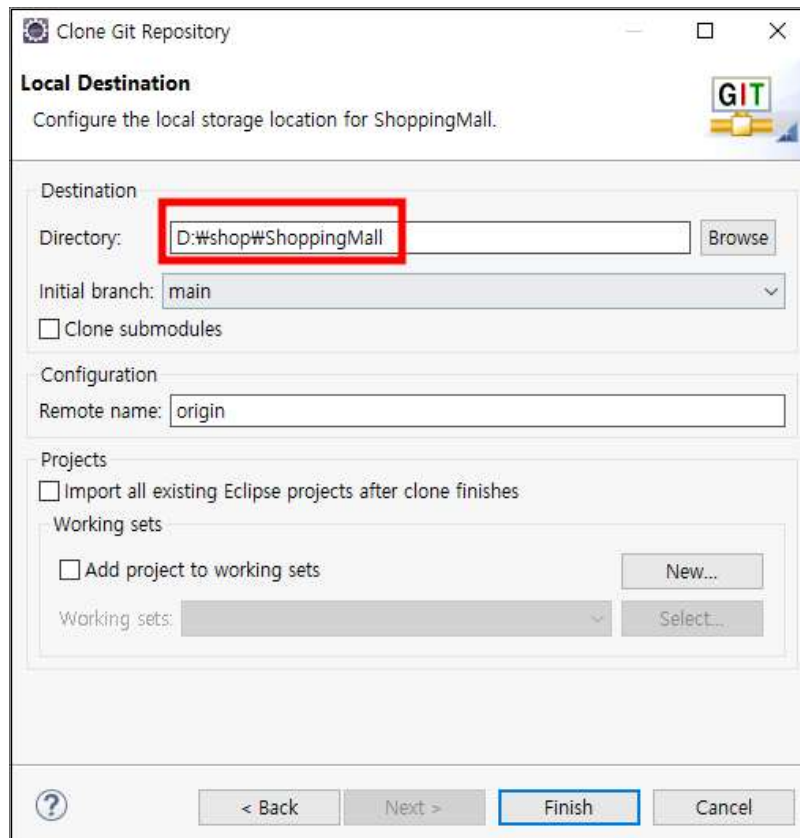 Clone Git Repository
Local Destination
Configure the local storage location for ShoppingMall.
GIT
Destination
Directory: D:₩shop₩ShoppingMall Browse
Initial branch: main
Clone submodules
Configuration
Remote name: origin
Projects
Import all existing Eclipse projects after clone finishes
Working sets
Add project to working sets New...
Working sets: Select...
? < Back Next > Finish Cancel